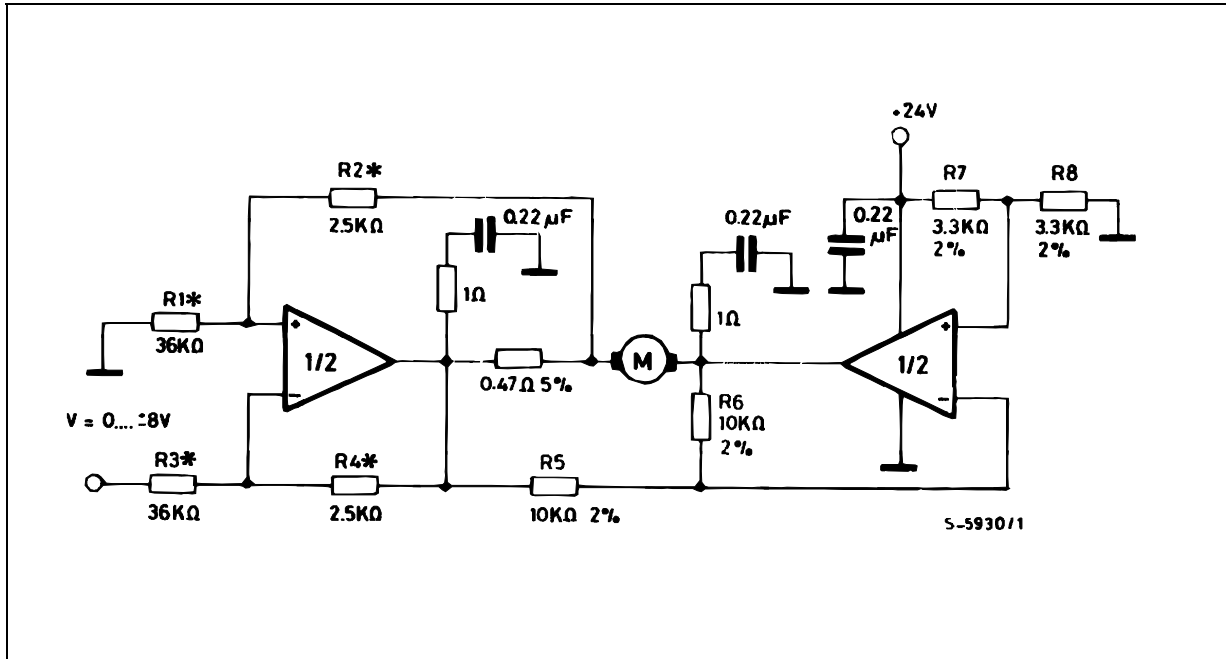 +24V
R2*
2.5KΩ
0.22µF
1Ω
R1*
36KΩ
+
1/2
−
0.47Ω 5%
M
0.22µF
1Ω
0.22
µF
R7
3.3KΩ
2%
R8
3.3KΩ
2%
+
1/2
−
R6
10KΩ
2%
V = 0....±8V
R3*
36KΩ
R4*
2.5KΩ
R5
10KΩ 2%
S-5930/1